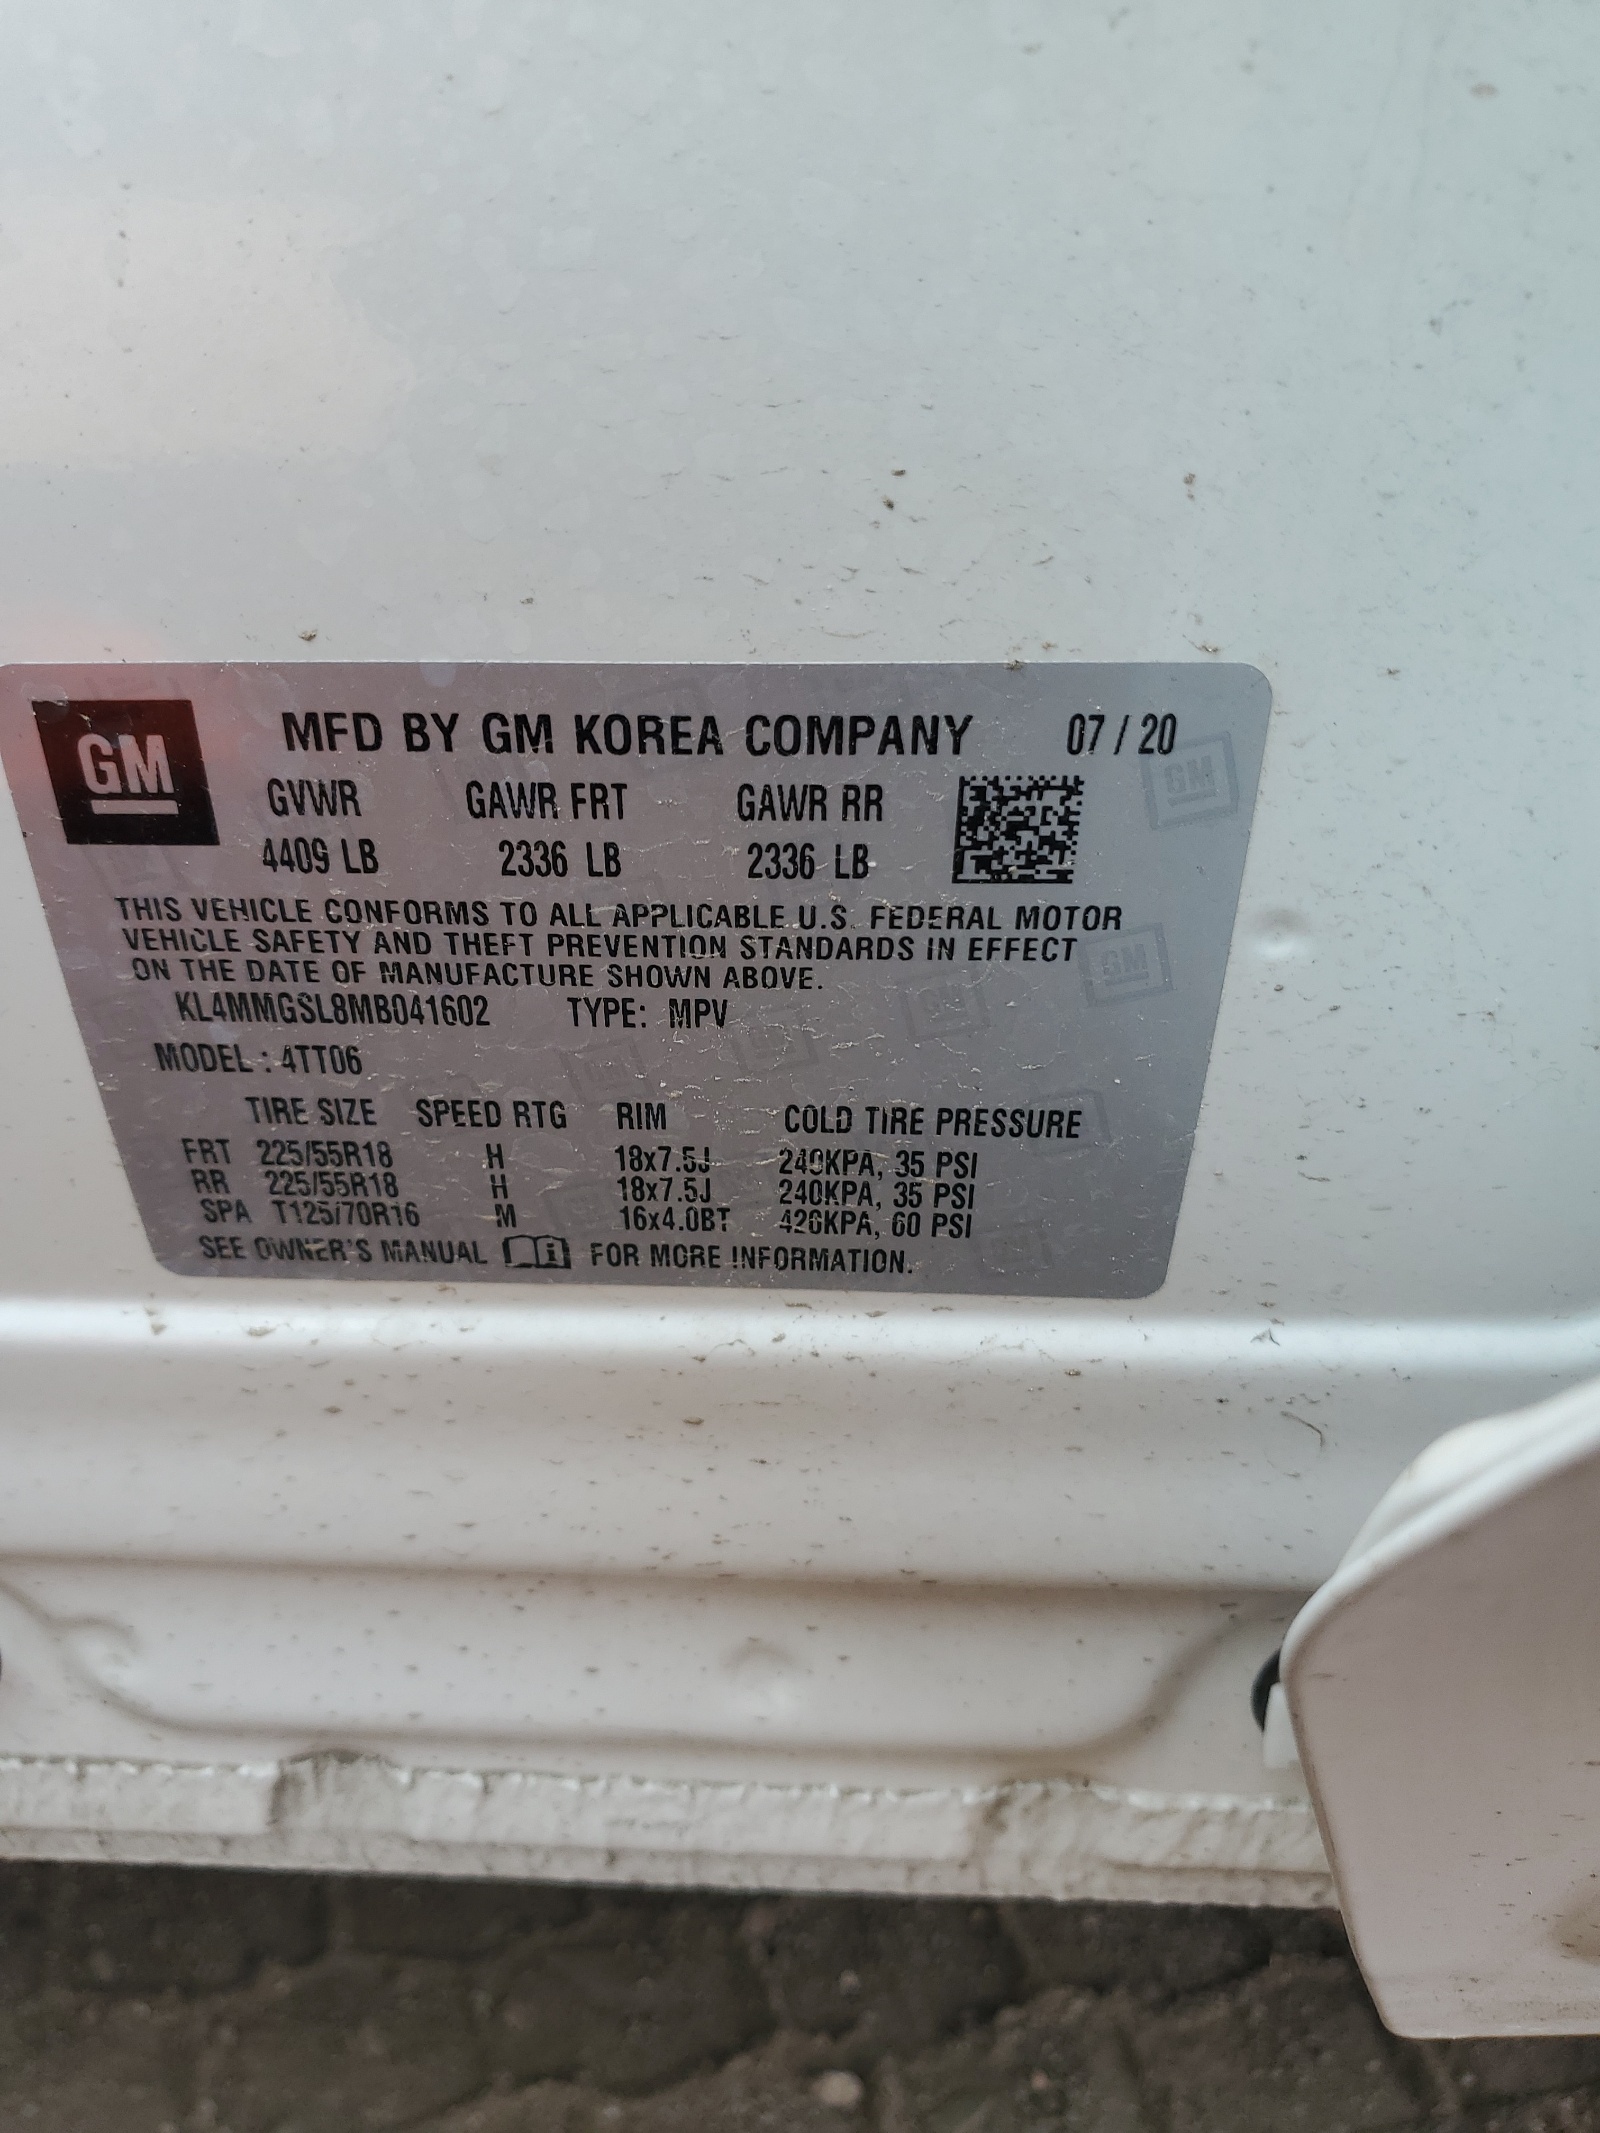 GM
MFD BY GM KOREA COMPANY 07 / 20
GVWR GAWR FRT GAWR RR
4409 LB 2336 LB 2336 LB
THIS VEHICLE CONFORMS TO ALL APPLICABLE U.S. FEDERAL MOTOR
VEHICLE SAFETY AND THEFT PREVENTION STANDARDS IN EFFECT
ON THE DATE OF MANUFACTURE SHOWN ABOVE.
KL4MMGSL8MB041602 TYPE: MPV
MODEL : 4TT06
TIRE SIZE SPEED RTG RIM COLD TIRE PRESSURE
FRT 225/55R18 H 18x7.5J 240KPA, 35 PSI
RR 225/55R18 H 18x7.5J 240KPA, 35 PSI
SPA T125/70R16 M 16x4.0BT 420KPA, 60 PSI
SEE OWNER'S MANUAL FOR MORE INFORMATION.